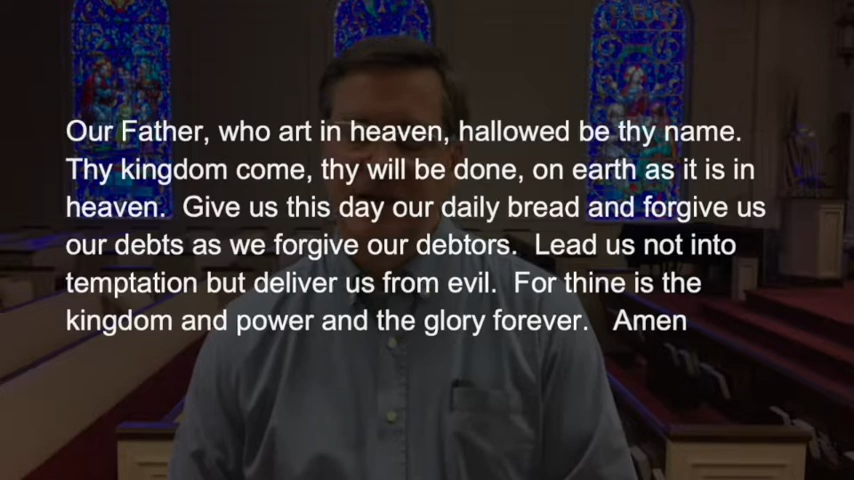 Our Father, who art in heaven, hallowed be thy name.
Thy kingdom come, thy will be done, on earth as it is in
heaven.  Give us this day our daily bread and forgive us
our debts as we forgive our debtors.  Lead us not into
temptation but deliver us from evil.  For thine is the
kingdom and power and the glory forever.   Amen